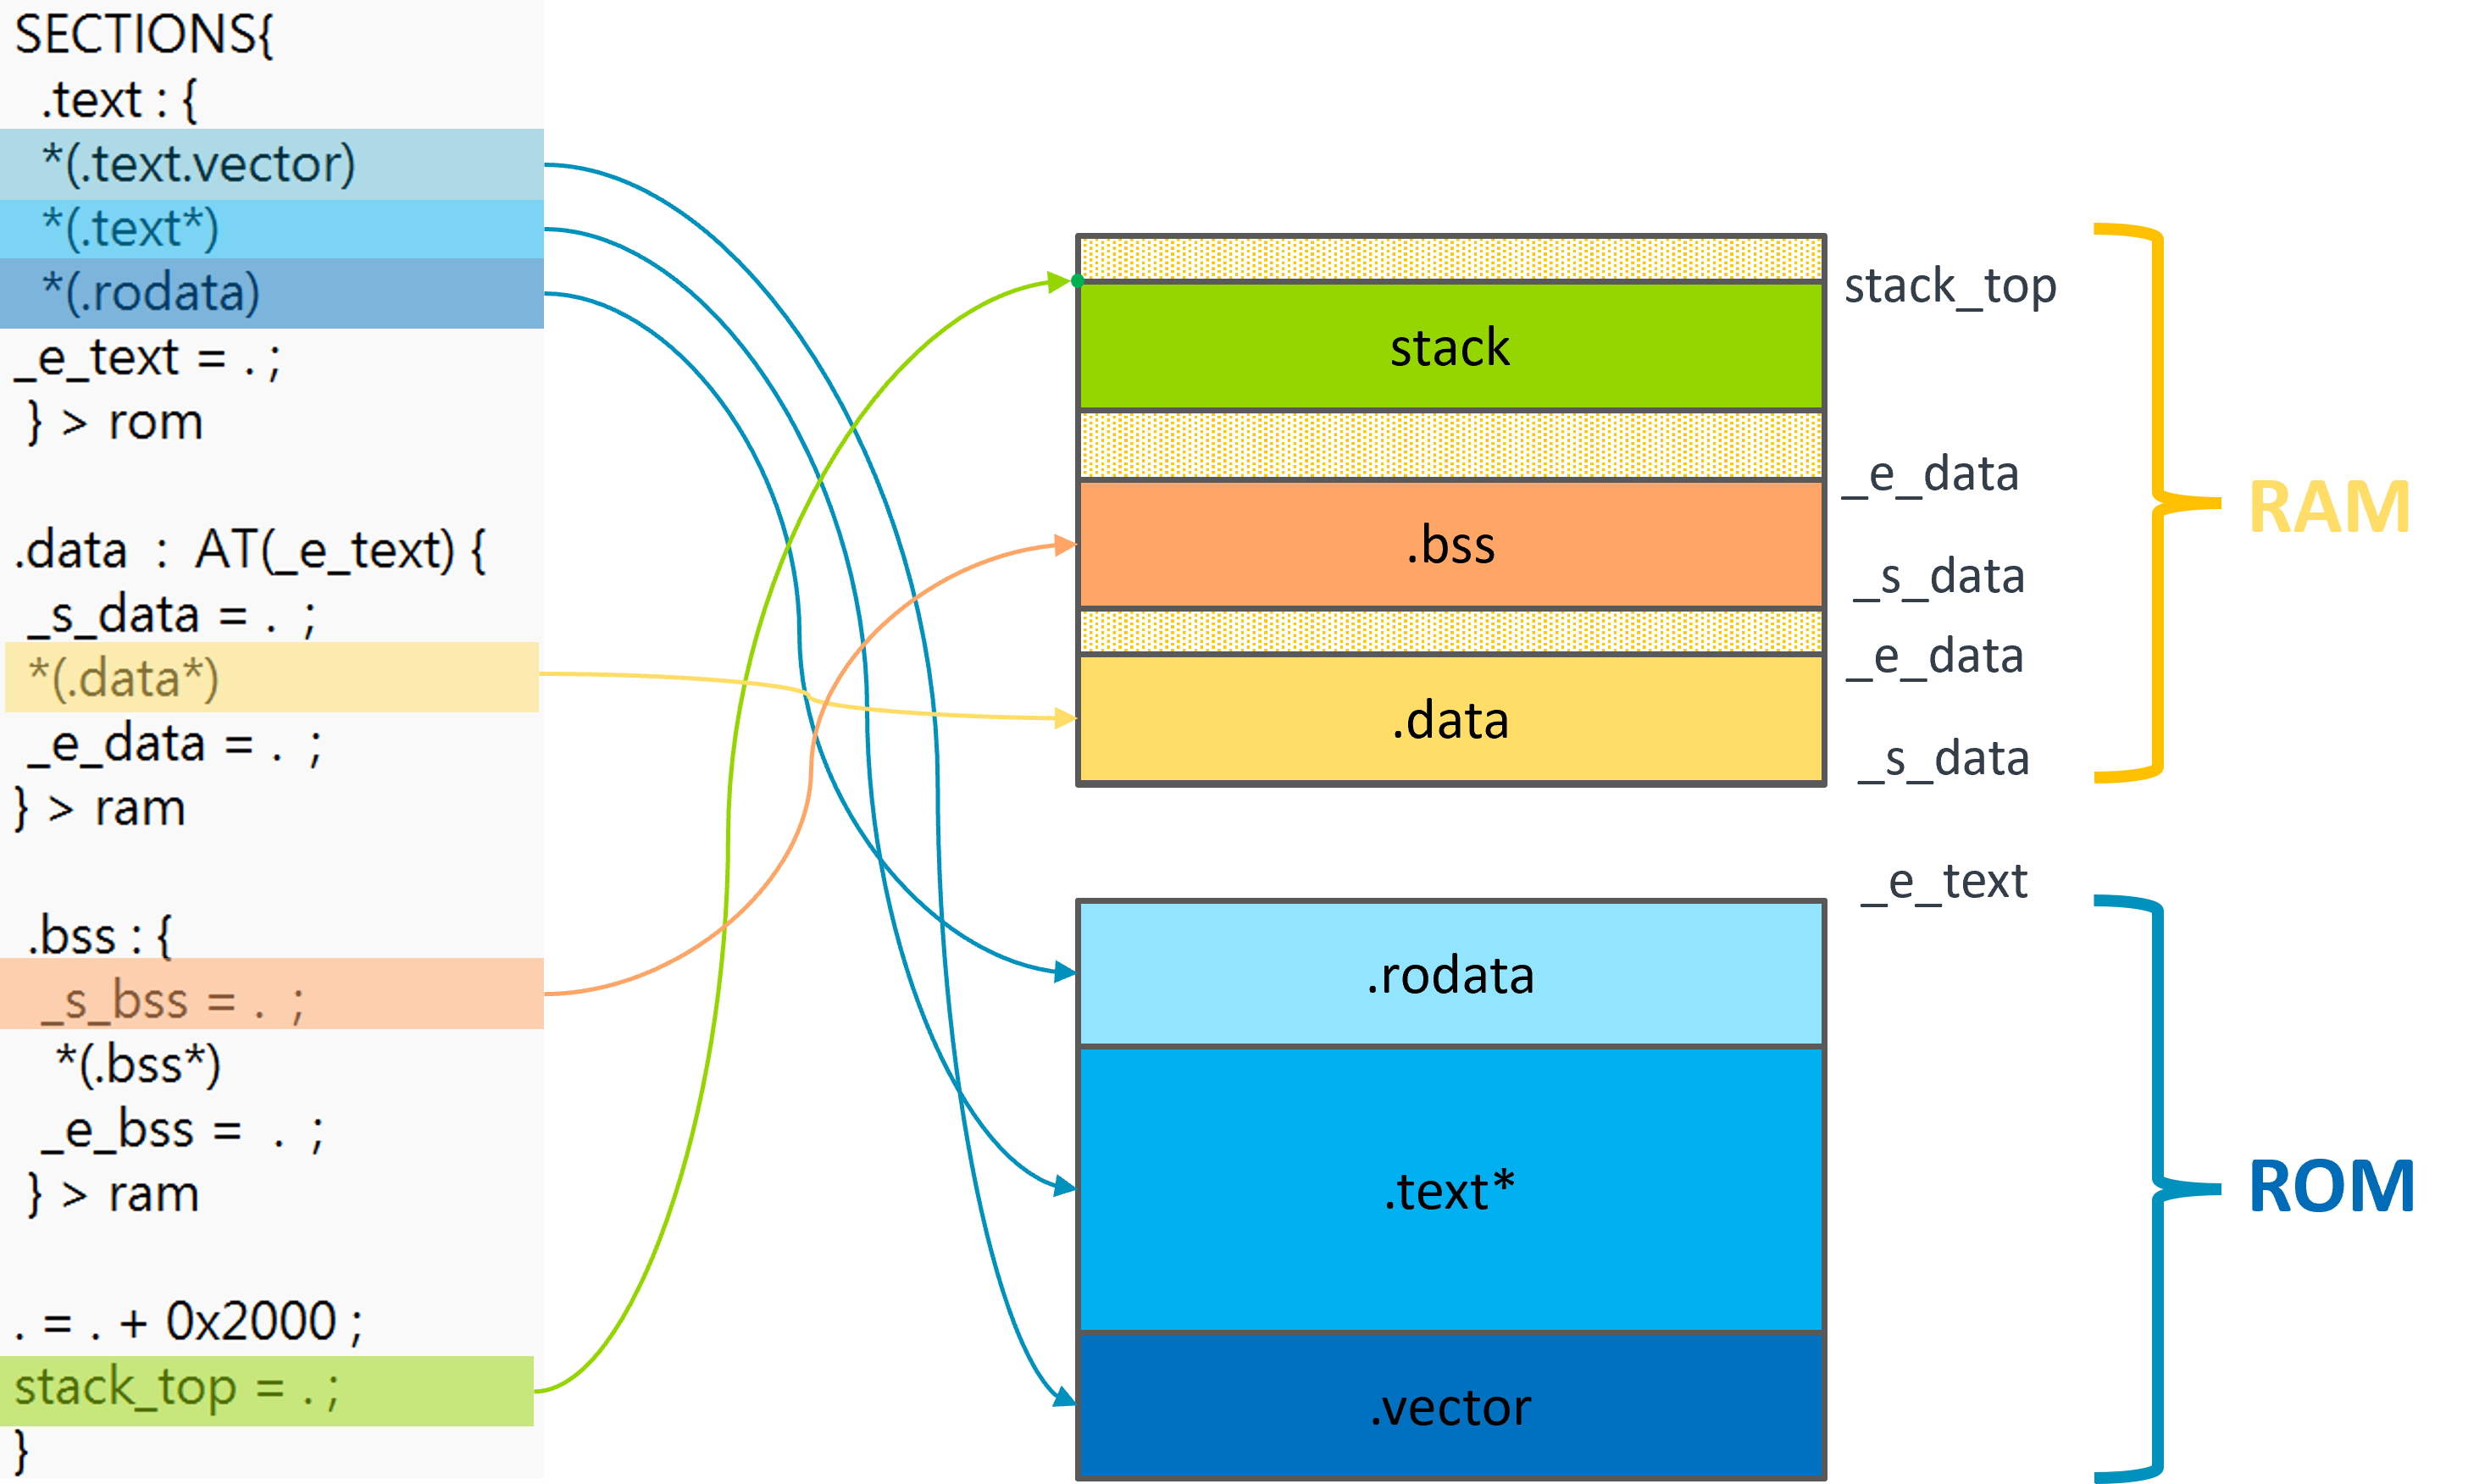 SECTIONS{
.text : {
*(.text.vector)
*(.text*)
*(.rodata)
_e_text = . ;
} > rom
.data : AT(_e_text) {
_s_data = . ;
*(.data*)
_e_data = . ;
} > ram
.bss : {
_s_bss = . ;
*(.bss*)
_e_bss = . ;
} > ram
. = . + 0x2000 ;
stack_top = . ;
}
stack
.bss
.data
.rodata
.text*
.vector
stack_top
_e_data
_s_data
_e_data
_s_data
_e_text
RAM
ROM